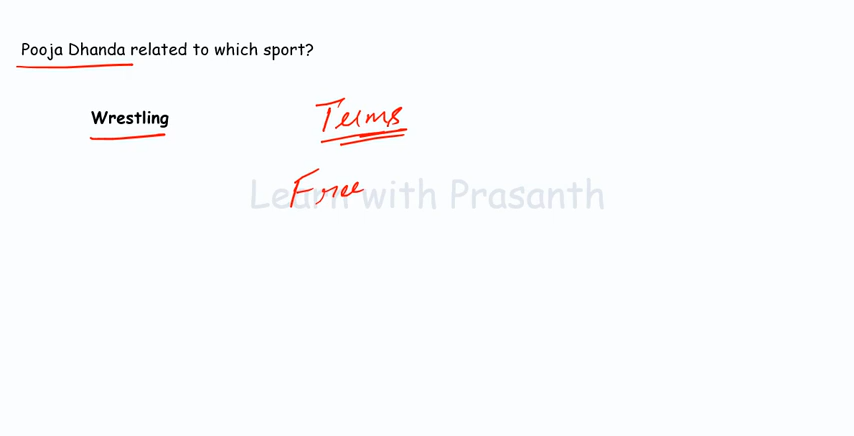 Pooja Dhanda related to which sport?
Wrestling
Terms
Free
Learn with Prasanth